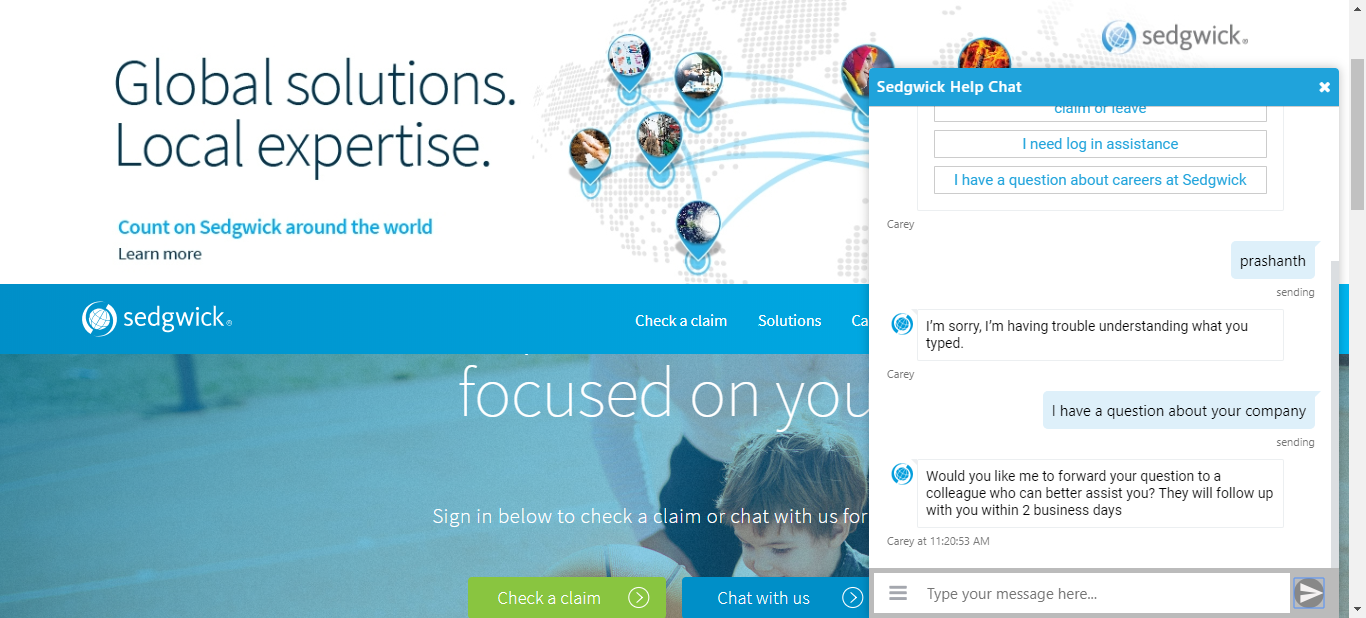 Global solutions.
Local expertise.
Count on Sedgwick around the world
Learn more
sedgwick®
sedgwick®
Check a claim
Solutions
Ca
focused on you
Sign in below to check a claim or chat with us for
Check a claim
Chat with us
Sedgwick Help Chat
claim or leave
I need log in assistance
I have a question about careers at Sedgwick
Carey
prashanth
sending
I'm sorry, I'm having trouble understanding what you
typed.
Carey
I have a question about your company
sending
Would you like me to forward your question to a
colleague who can better assist you? They will follow up
with you within 2 business days
Carey at 11:20:53 AM
Type your message here...